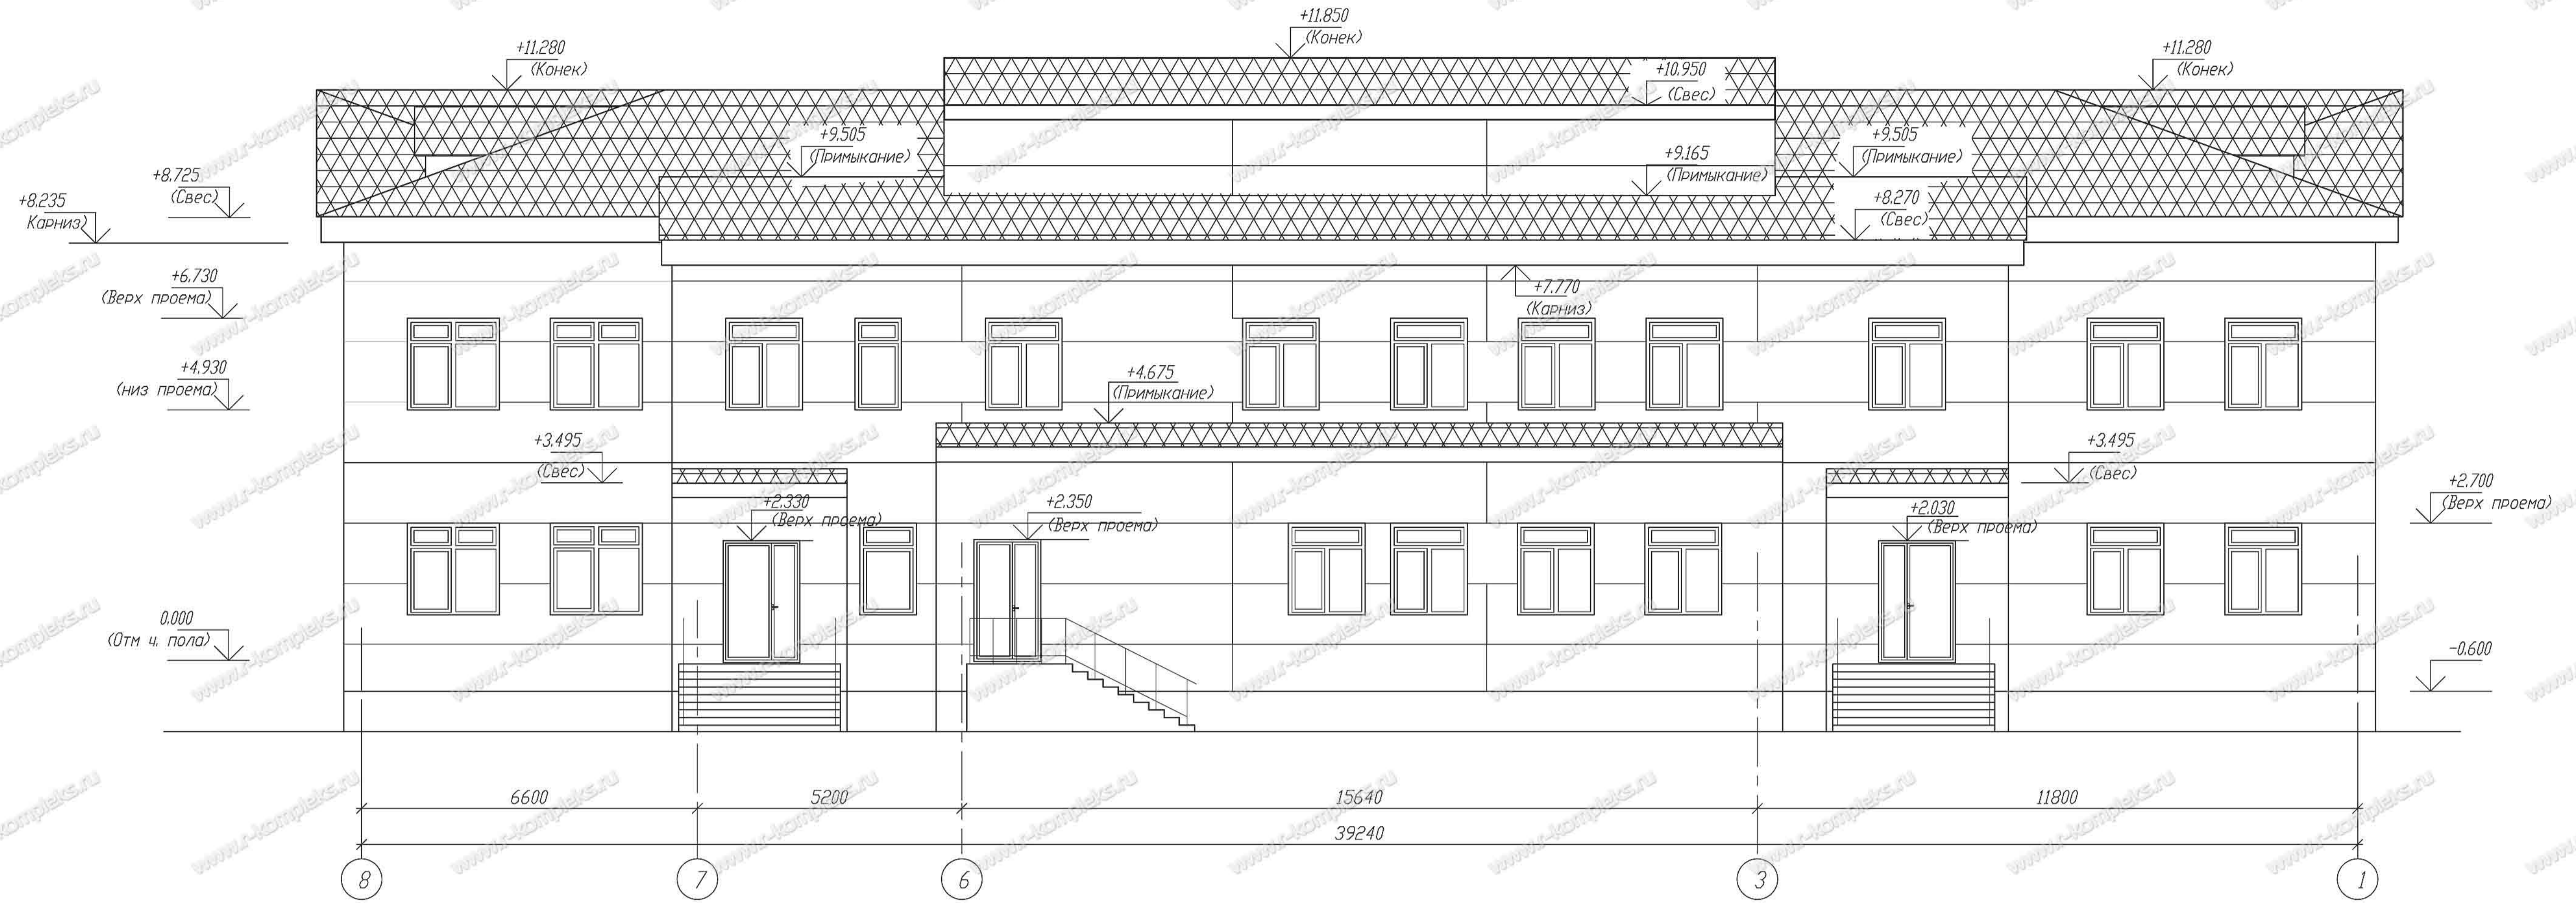 +11,850
(Конек)
+11,280
(Конек)
+11,280
(Конек)
+10,950
(Свес)
+9,505
(Примыкание)
+9,505
(Примыкание)
+9,165
(Примыкание)
+8,725
(Свес)
+8,235
Карниз)
+8,270
(Свес)
+6,730
(Верх проема)
+7,770
(Карниз)
+4,930
(низ проема)
+4,675
(Примыкание)
+3,495
(Свес)
+3,495
(Свес)
+2,700
(Верх проема)
+2,330
(Верх проема)
+2,350
(Верх проема)
+2,030
(Верх проема)
0,000
(Отм ч. пола)
-0,600
6600
5200
15640
11800
39240
8
7
6
3
1
www.r-kompleks.ru